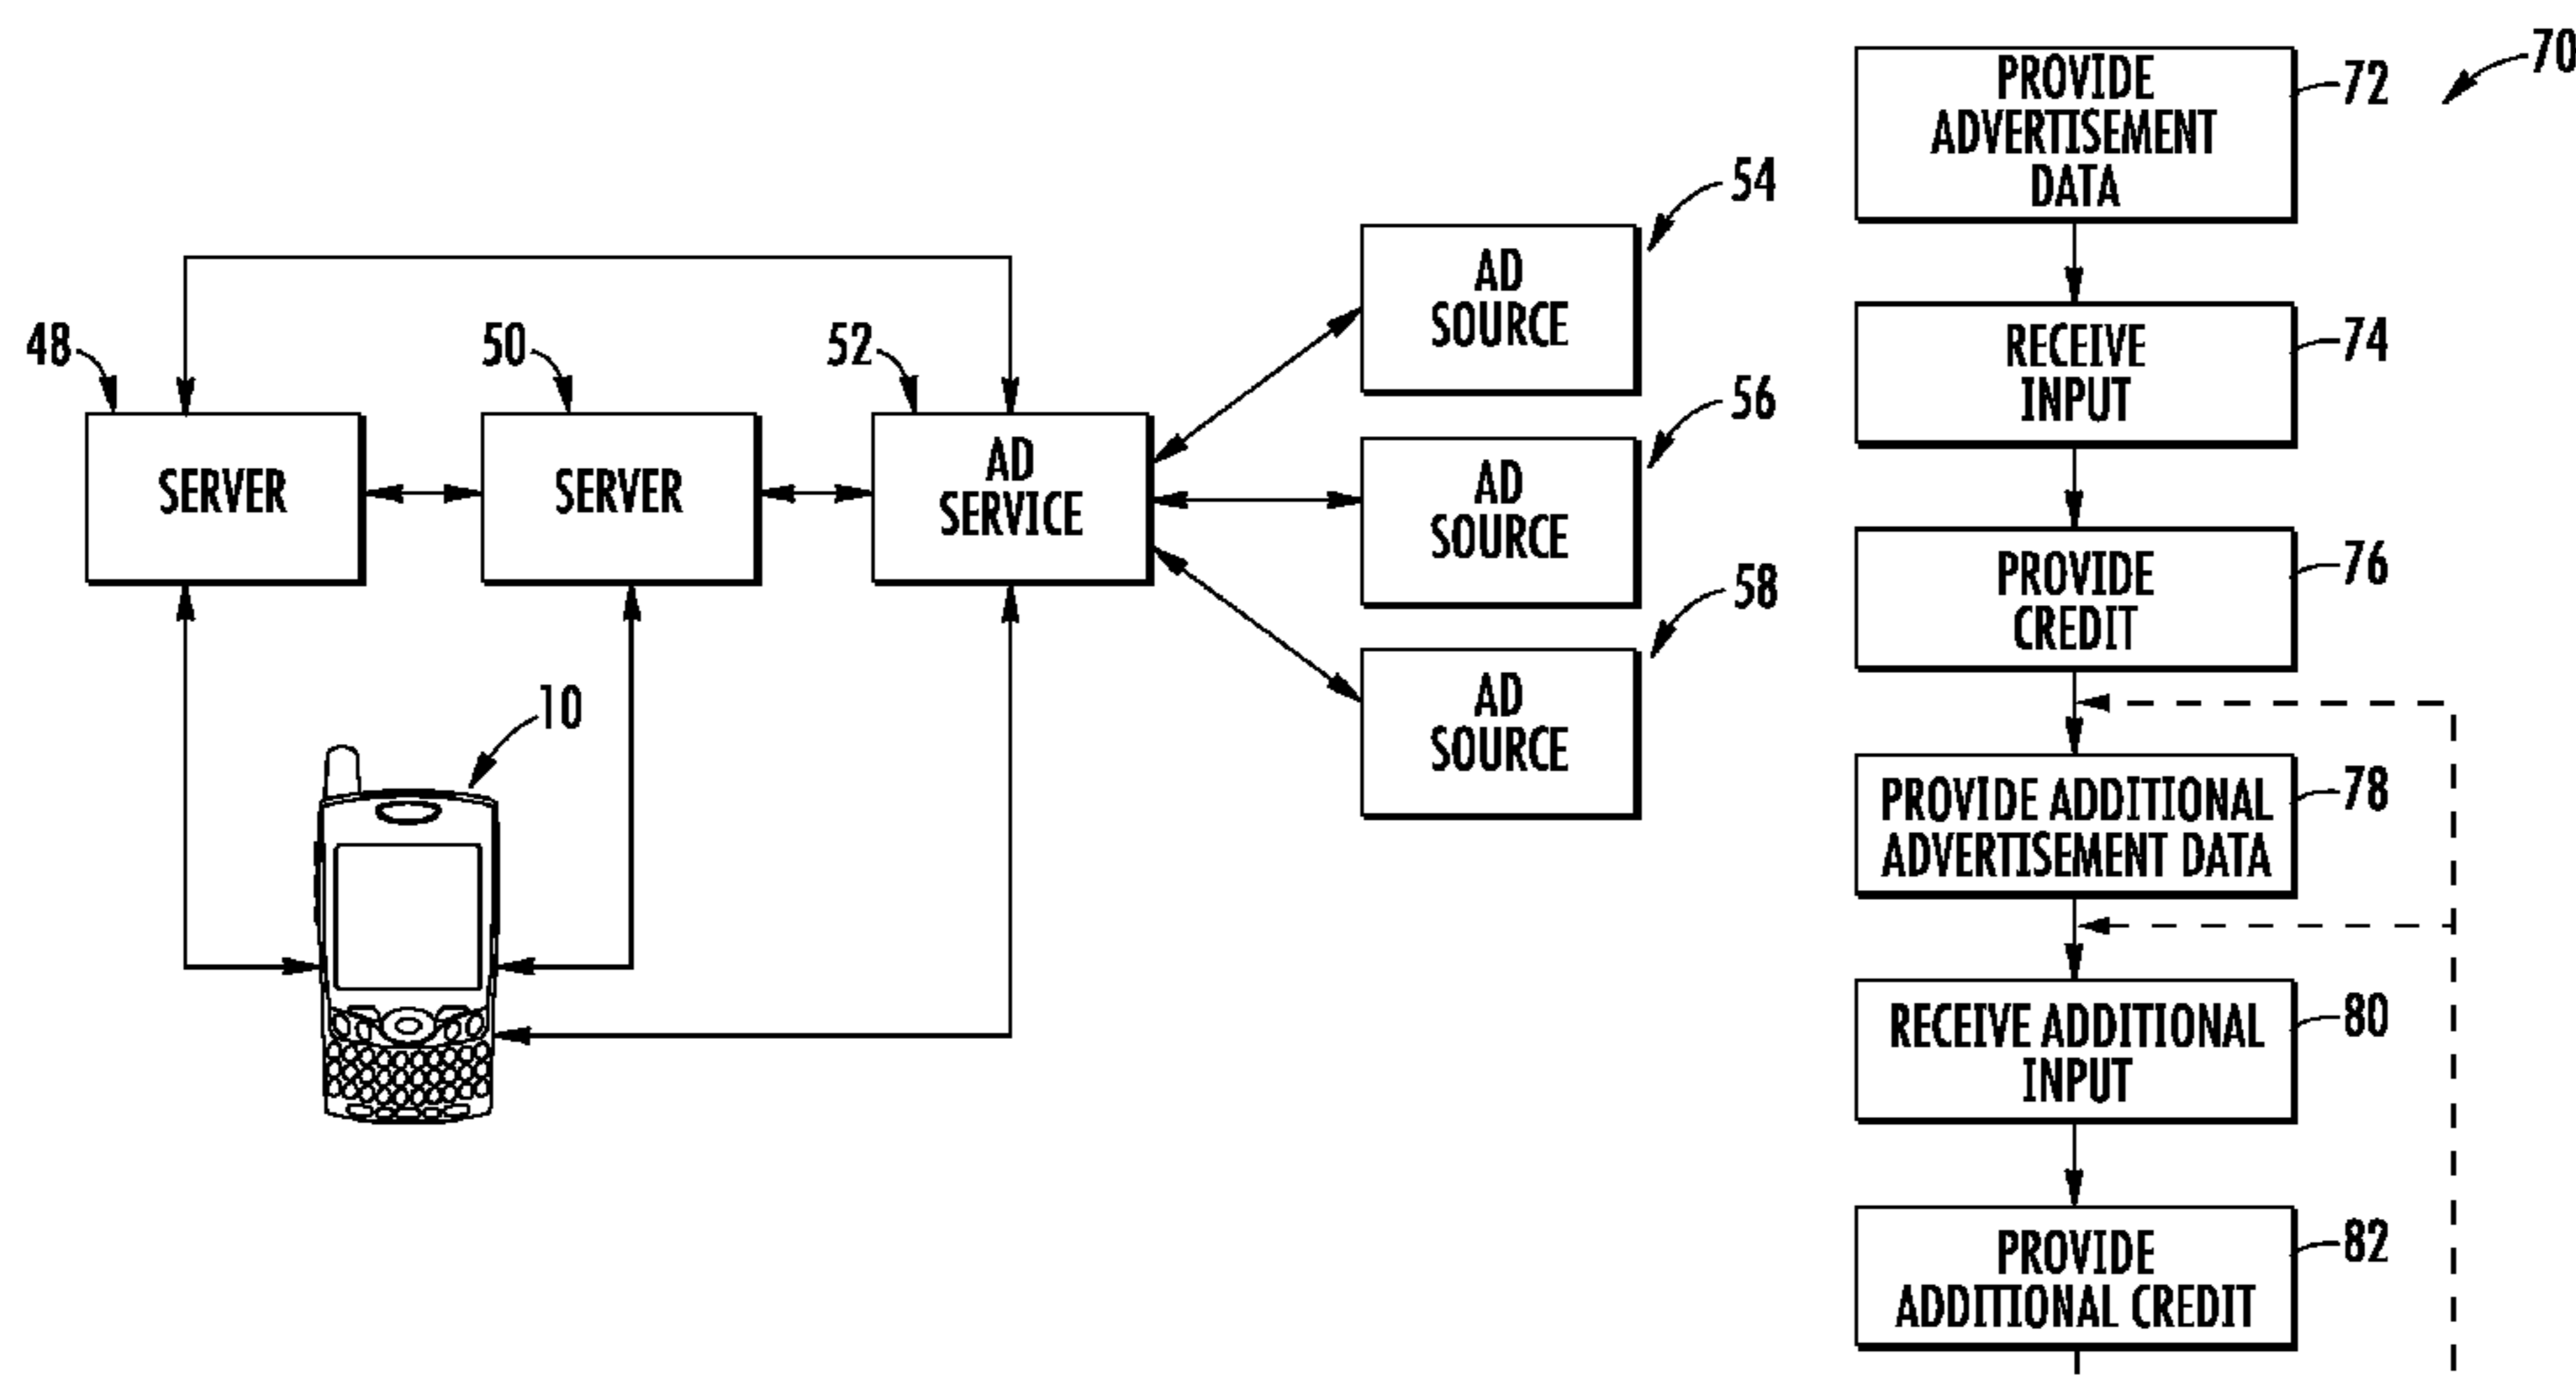 48
SERVER
50
SERVER
52
AD
SERVICE
54
AD
SOURCE
56
AD
SOURCE
58
AD
SOURCE
10
70
PROVIDE
ADVERTISEMENT
DATA
72
RECEIVE
INPUT
74
PROVIDE
CREDIT
76
PROVIDE ADDITIONAL
ADVERTISEMENT DATA
78
RECEIVE ADDITIONAL
INPUT
80
PROVIDE
ADDITIONAL CREDIT
82